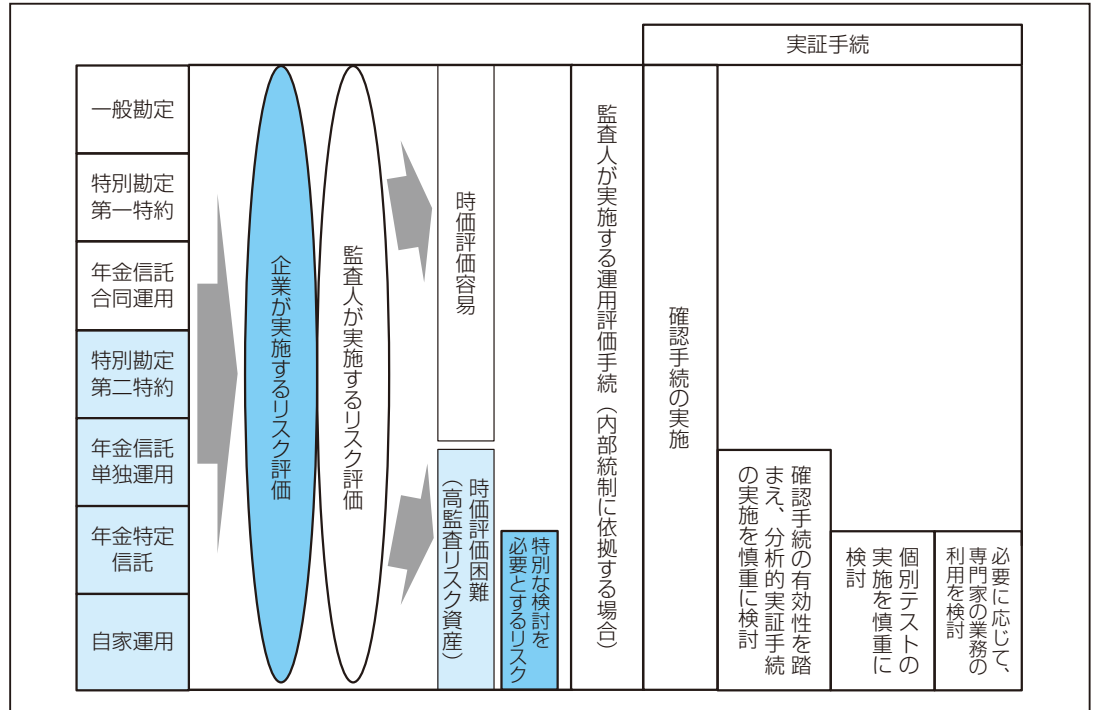 実証手続
一般勘定
特別勘定
第一特約
年金信託
合同運用
特別勘定
第二特約
年金信託
単独運用
年金特定
信託
自家運用
企業が実施するリスク評価
監査人が実施するリスク評価
時価評価容易
時価評価困難
（高監査リスク資産）
特別な検討を
必要とするリスク
監査人が実施する運用評価手続（内部統制に依拠する場合）
確認手続の実施
確認手続の有効性を踏
まえ、分析的実証手続
の実施を慎重に検討
個別テストの
実施を慎重に
検討
必要に応じて、
専門家の業務の
利用を検討